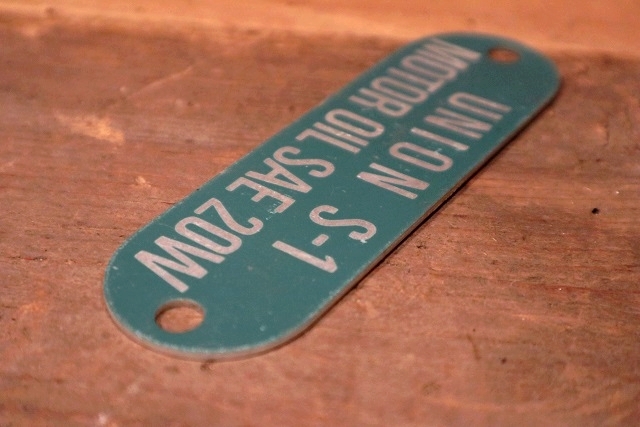 UNION S-1
MOTOR OIL SAE 20W